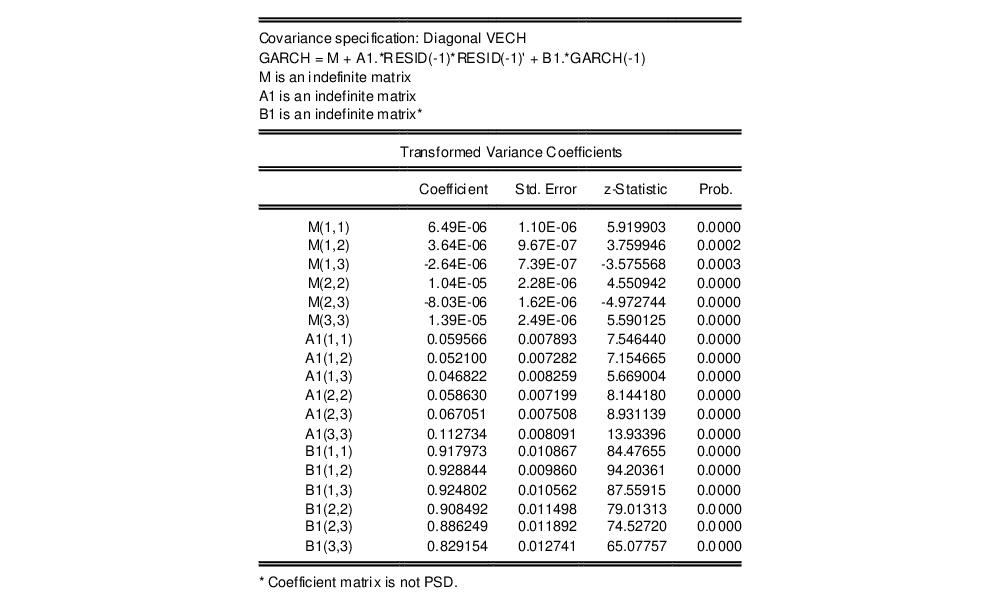 Covariance specification: Diagonal VECH
GARCH = M + A1.*RESID(-1)*RESID(-1)' + B1.*GARCH(-1)
M is an indefinite matrix
A1 is an indefinite matrix
B1 is an indefinite matrix*
Transformed Variance Coefficients
Coefficient Std. Error z-Statistic Prob.
M(1,1) 6.49E-06 1.10E-06 5.919903 0.0000
M(1,2) 3.64E-06 9.67E-07 3.759946 0.0002
M(1,3) -2.64E-06 7.39E-07 -3.575568 0.0003
M(2,2) 1.04E-05 2.28E-06 4.550942 0.0000
M(2,3) -8.03E-06 1.62E-06 -4.972744 0.0000
M(3,3) 1.39E-05 2.49E-06 5.590125 0.0000
A1(1,1) 0.059566 0.007893 7.546440 0.0000
A1(1,2) 0.052100 0.007282 7.154665 0.0000
A1(1,3) 0.046822 0.008259 5.669004 0.0000
A1(2,2) 0.058630 0.007199 8.144180 0.0000
A1(2,3) 0.067051 0.007508 8.931139 0.0000
A1(3,3) 0.112734 0.008091 13.93396 0.0000
B1(1,1) 0.917973 0.010867 84.47655 0.0000
B1(1,2) 0.928844 0.009860 94.20361 0.0000
B1(1,3) 0.924802 0.010562 87.55915 0.0000
B1(2,2) 0.908492 0.011498 79.01313 0.0000
B1(2,3) 0.886249 0.011892 74.52720 0.0000
B1(3,3) 0.829154 0.012741 65.07757 0.0000
* Coefficient matrix is not PSD.